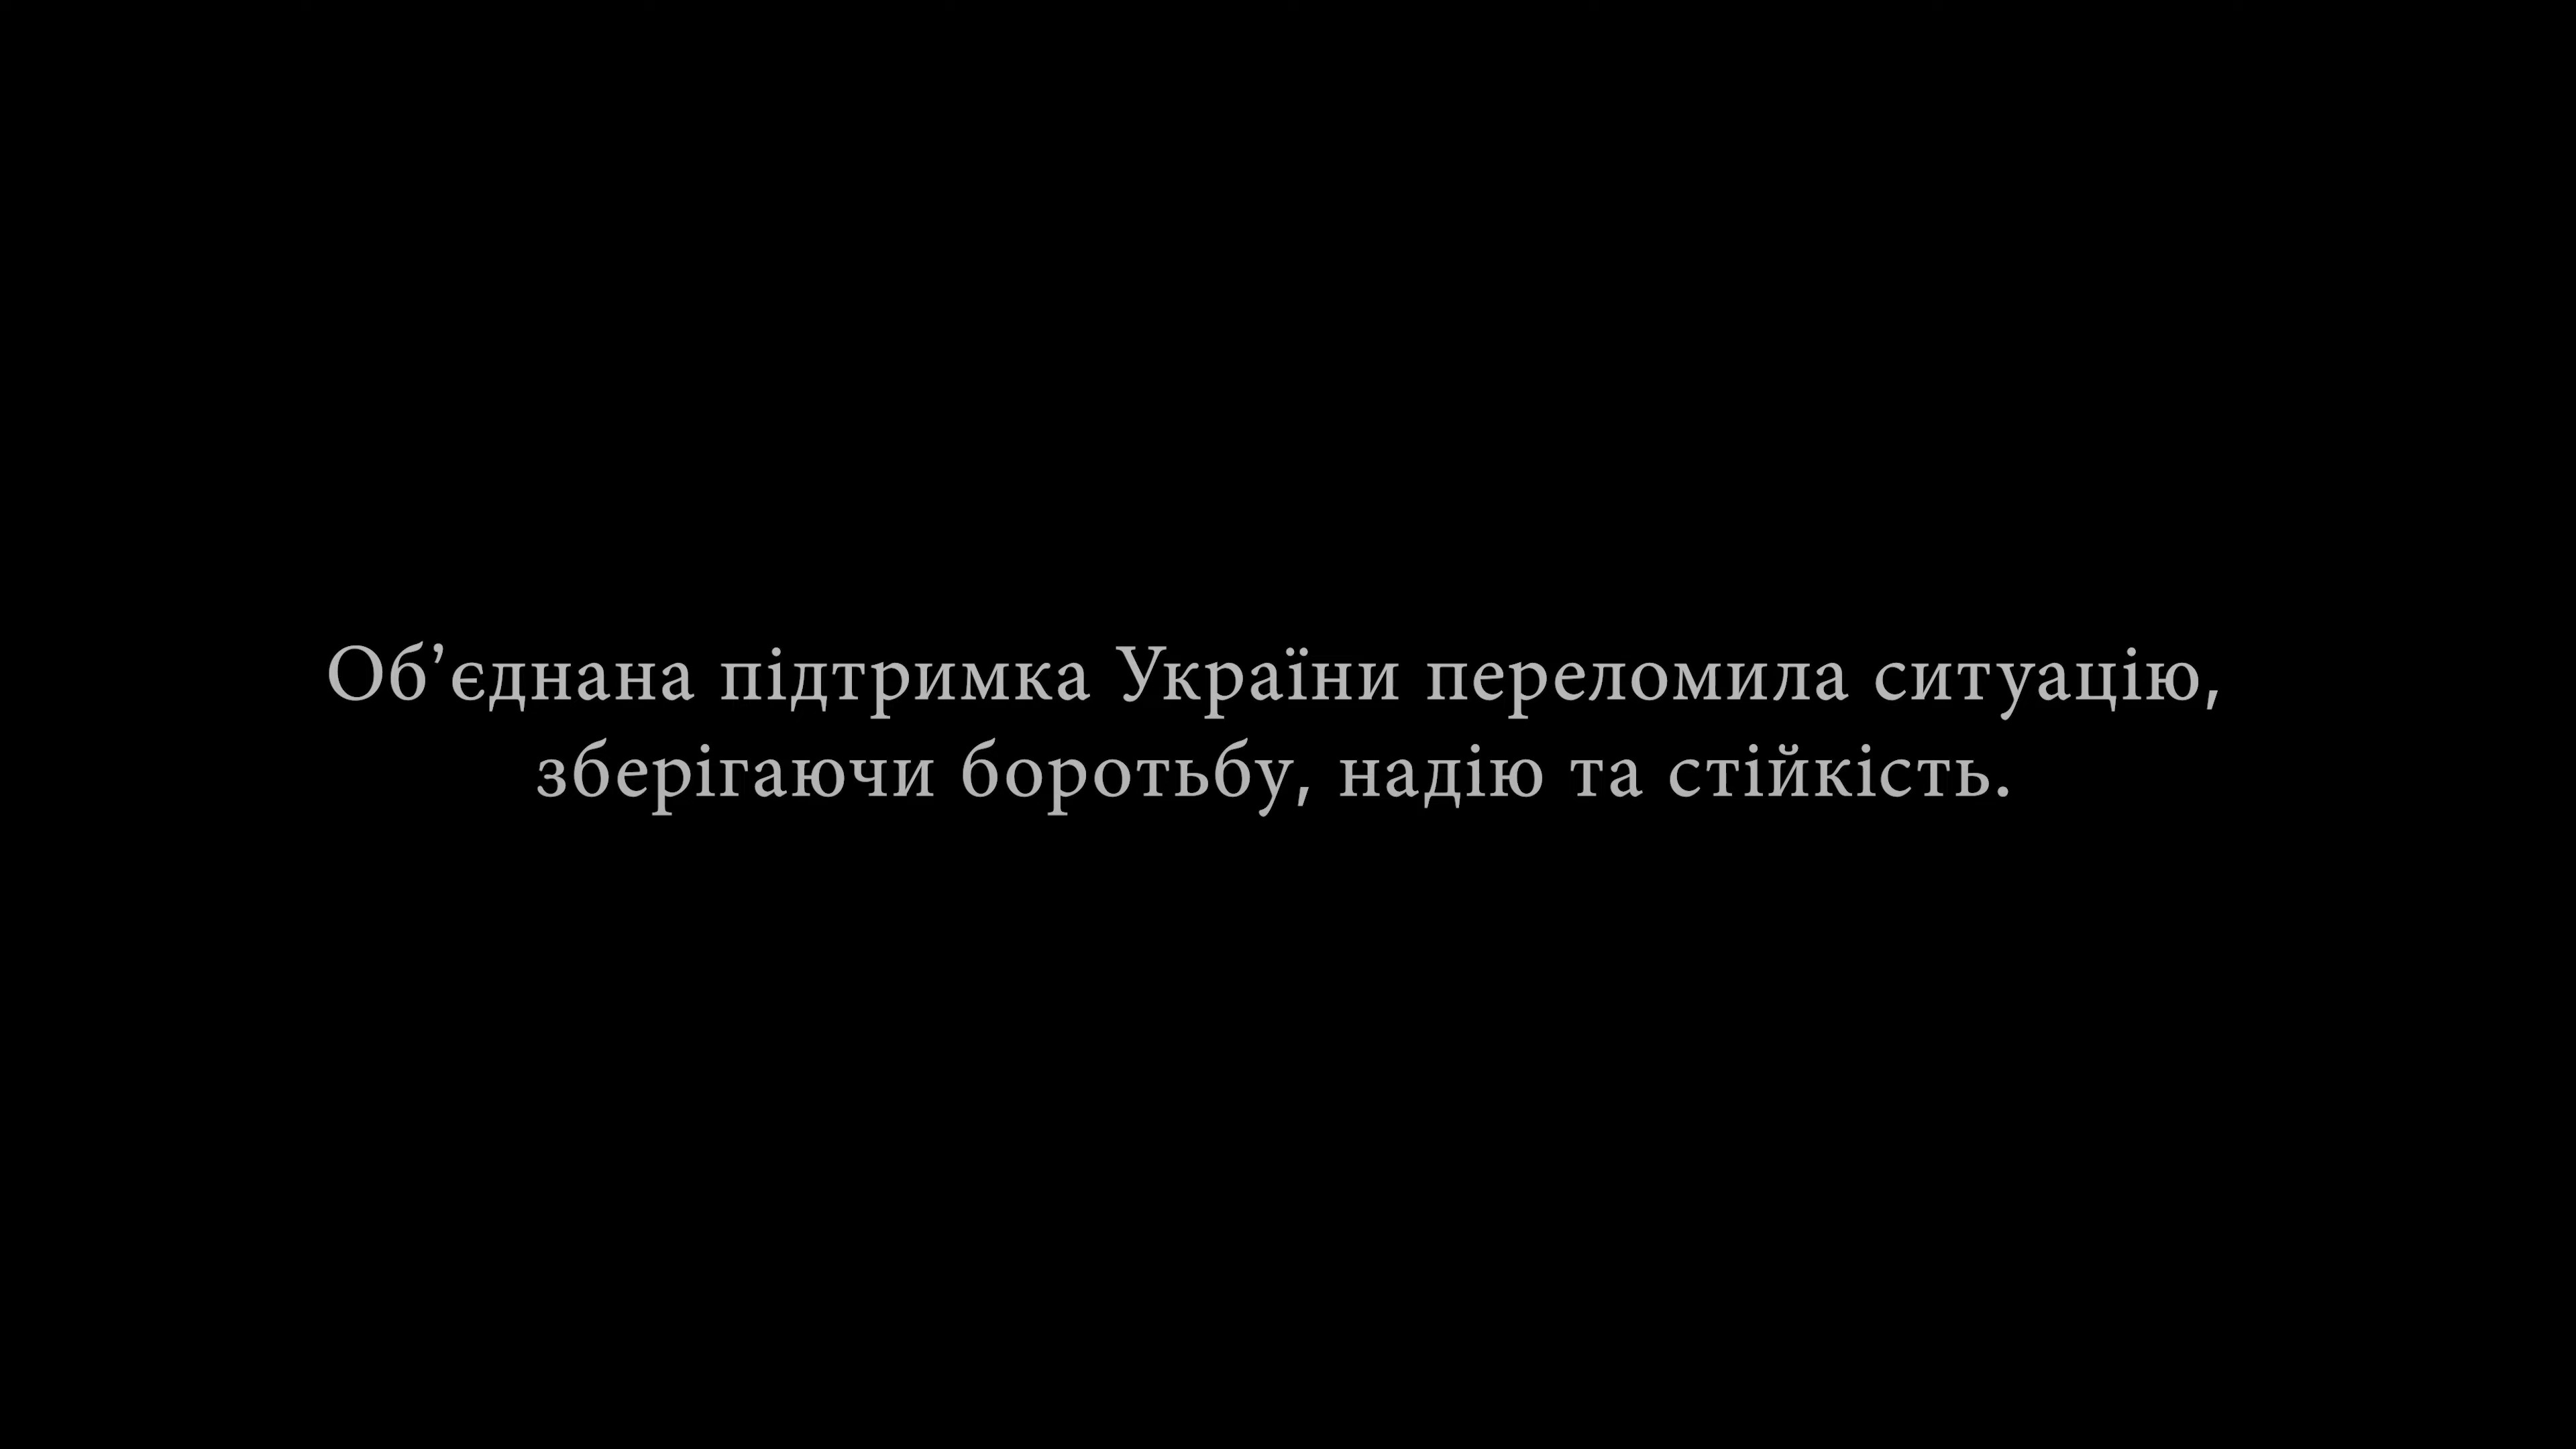 Об’єднана підтримка України переломила ситуацію,
зберігаючи боротьбу, надію та стійкість.